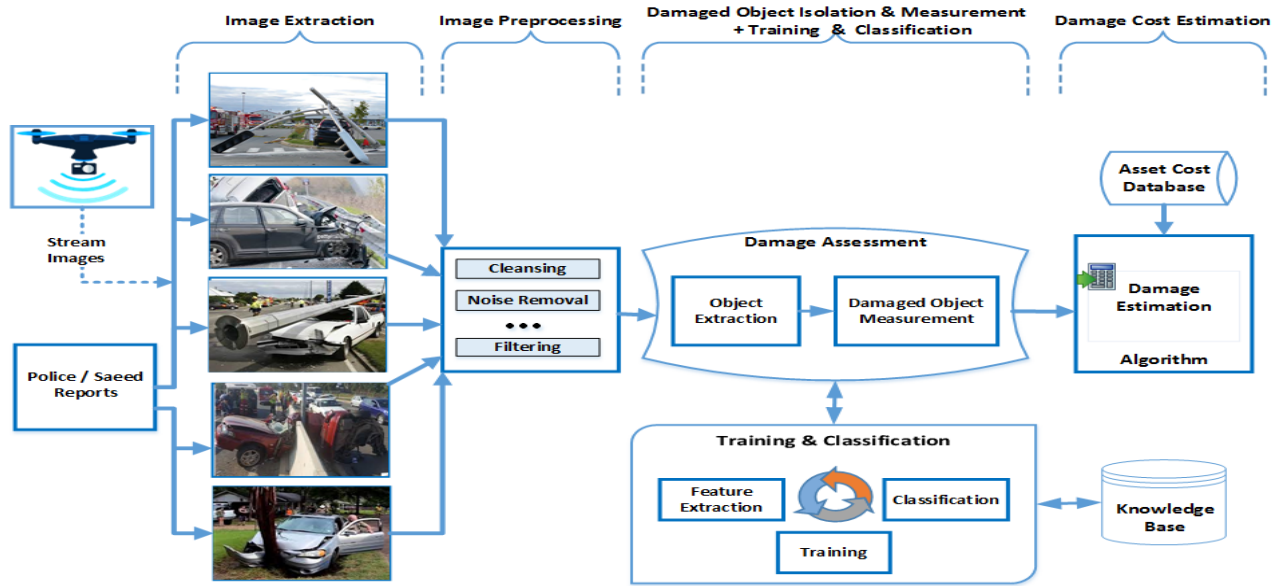 Image Extraction
Image Preprocessing
Damaged Object Isolation & Measurement
+ Training & Classification
Damage Cost Estimation
Stream
Images
Police / Saeed
Reports
Cleansing
Noise Removal
•••
Filtering
Damage Assessment
Object
Extraction
Damaged Object
Measurement
Asset Cost
Database
Damage
Estimation
Algorithm
Training & Classification
Feature
Extraction
Classification
Training
Knowledge
Base